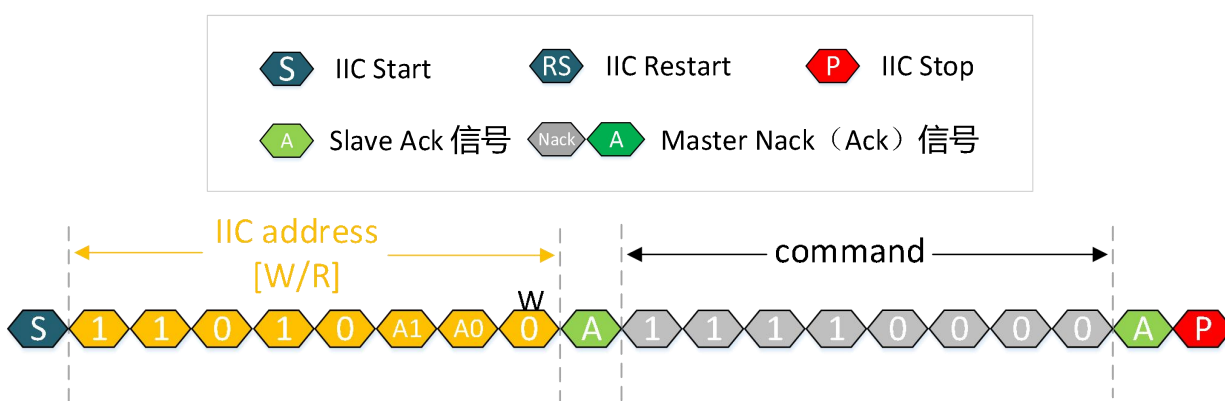 S IIC Start RS IIC Restart P IIC Stop
A Slave Ack 信号 Nack A Master Nack（Ack）信号
IIC address
[W/R]
command
W
S 1 1 0 1 0 A1 A0 0 A 1 1 1 1 0 0 0 0 A P